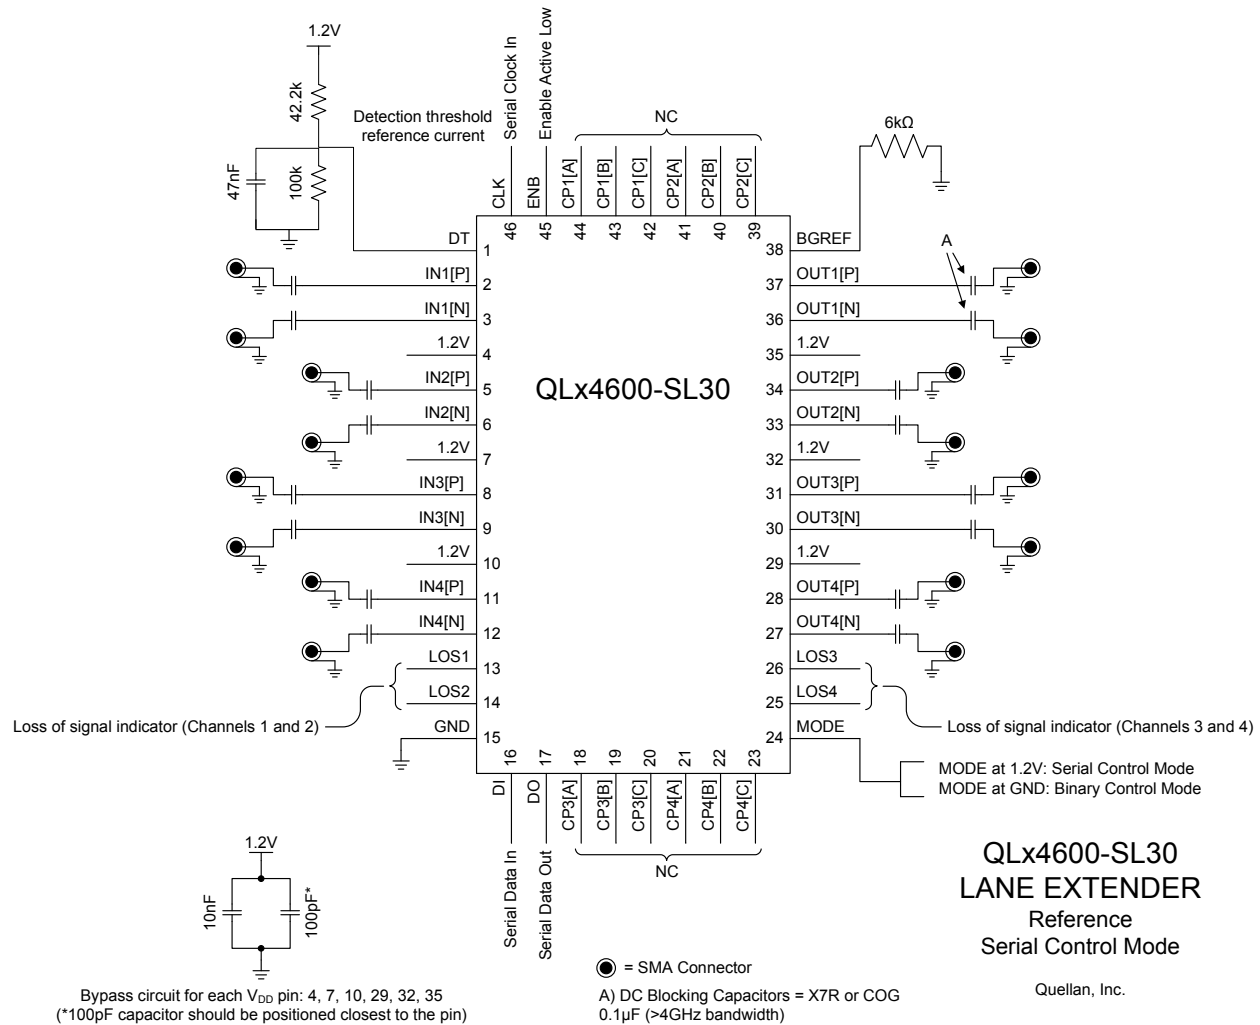 1.2V
42.2k
Detection threshold
reference current
47nF
100k
Serial Clock In
Enable Active Low
NC
6kΩ
CLK
ENB
CP1[A]
CP1[B]
CP1[C]
CP2[A]
CP2[B]
CP2[C]
46
45
44
43
42
41
40
39
DT
1
IN1[P]
2
IN1[N]
3
1.2V
4
IN2[P]
5
IN2[N]
6
1.2V
7
IN3[P]
8
IN3[N]
9
1.2V
10
IN4[P]
11
IN4[N]
12
LOS1
13
LOS2
14
GND
15
Loss of signal indicator (Channels 1 and 2)
QLx4600-SL30
38
BGREF
A
37
OUT1[P]
36
OUT1[N]
35
1.2V
34
OUT2[P]
33
OUT2[N]
32
1.2V
31
OUT3[P]
30
OUT3[N]
29
1.2V
28
OUT4[P]
27
OUT4[N]
26
LOS3
25
LOS4
24
MODE
Loss of signal indicator (Channels 3 and 4)
MODE at 1.2V: Serial Control Mode
MODE at GND: Binary Control Mode
16
17
18
19
20
21
22
23
DI
DO
CP3[A]
CP3[B]
CP3[C]
CP4[A]
CP4[B]
CP4[C]
Serial Data In
Serial Data Out
NC
1.2V
10nF
100pF*
Bypass circuit for each VDD pin: 4, 7, 10, 29, 32, 35
(*100pF capacitor should be positioned closest to the pin)
= SMA Connector
A) DC Blocking Capacitors = X7R or COG
0.1µF (>4GHz bandwidth)
QLx4600-SL30
LANE EXTENDER
Reference
Serial Control Mode
Quellan, Inc.